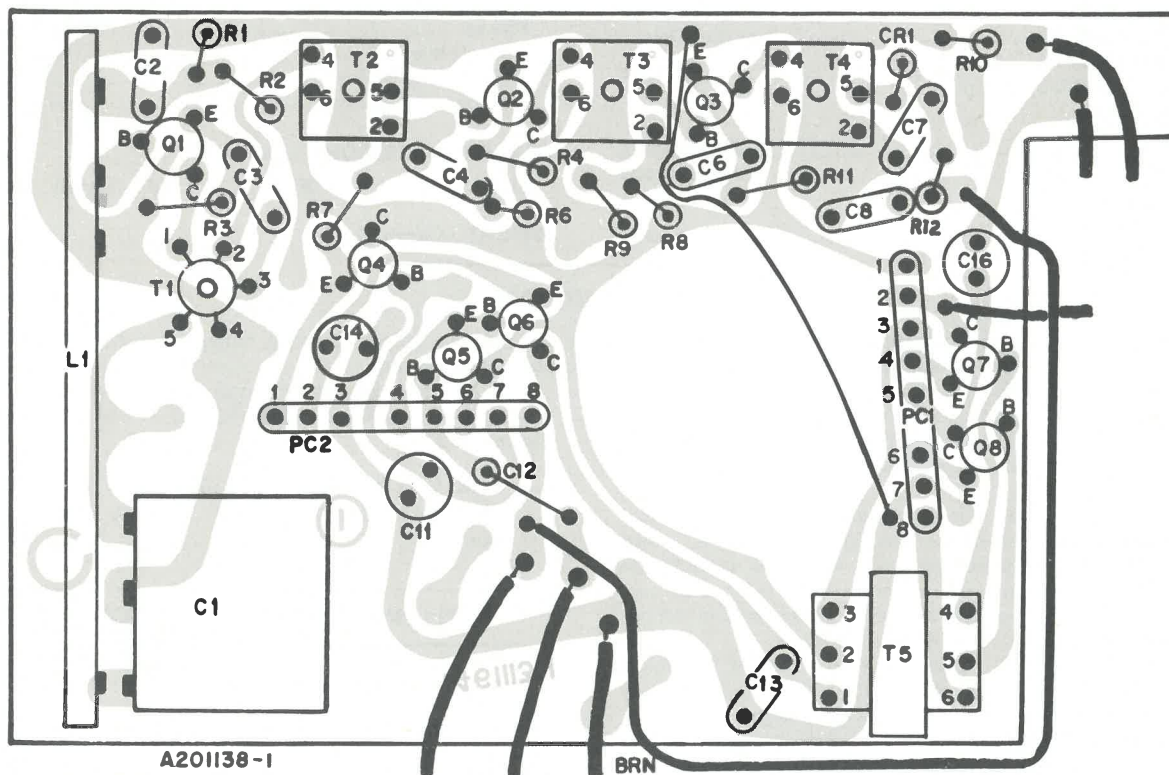 C2
R1
R2
B
E
C
Q1
C3
R3
1
2
3
4
5
T1
L1
4
6
T2
5
2
E
B
C
Q2
C4
R4
R6
R7
4
6
T3
5
2
R9
R8
E
C
B
Q3
C6
4
6
T4
5
2
CR1
R10
C7
R11
C8
R12
C16
C
E
B
Q4
C14
E
B
C
Q5
B
E
C
Q6
1 2 3 4 5 6 7 8
PC2
C11
C12
1
2
3
4
5
PC1
6
7
8
C
B
E
Q7
B
C
E
Q8
C1
3
2
1
T5
4
5
6
C13
A201138-1
BRN